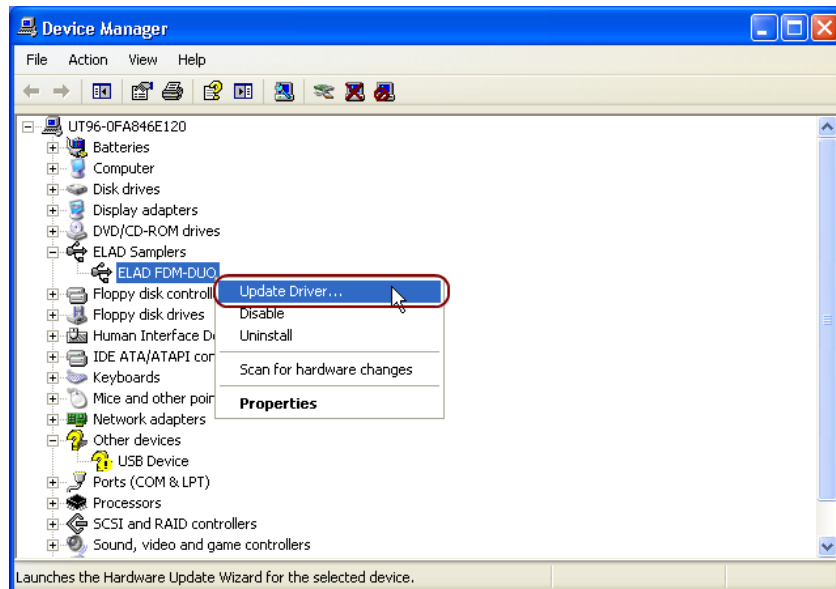 Device Manager
File Action View Help
UT96-0FA846E120
Batteries
Computer
Disk drives
Display adapters
DVD/CD-ROM drives
ELAD Samplers
ELAD FDM-DUO
Floppy disk controll
Update Driver...
Floppy disk drives
Disable
Human Interface De
Uninstall
IDE ATA/ATAPI con
Scan for hardware changes
Keyboards
Mice and other poin
Properties
Network adapters
Other devices
USB Device
Ports (COM & LPT)
Processors
SCSI and RAID controllers
Sound, video and game controllers
Launches the Hardware Update Wizard for the selected device.